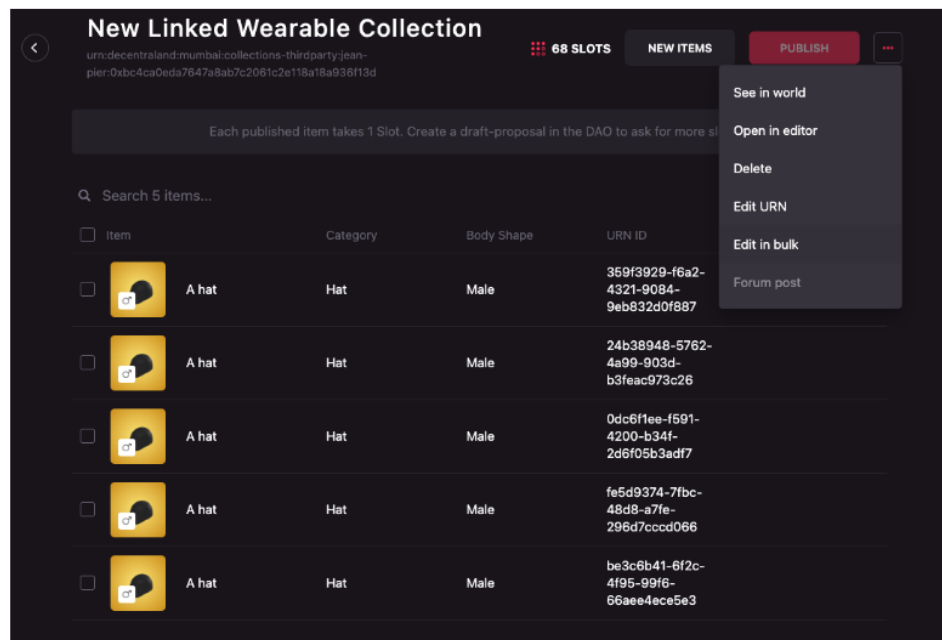 New Linked Wearable Collection
urn:decentraland:mumbai:collections-thirdparty:jean-
pier:0xbc4ca0eda7647a8ab7c2061c2e118a18a936f13d
68 SLOTS
NEW ITEMS
PUBLISH
See in world
Open in editor
Delete
Edit URN
Edit in bulk
Forum post
Each published item takes 1 Slot. Create a draft-proposal in the DAO to ask for more sl
Search 5 items...
Item Category Body Shape URN ID
A hat Hat Male 359f3929-f6a2-
4321-9084-
9eb832d0f887
A hat Hat Male 24b38948-5762-
4a99-903d-
b3feac973c26
A hat Hat Male 0dc6f1ee-f591-
4200-b34f-
2d6f05b3adf7
A hat Hat Male fe5d9374-7fbc-
48d8-a7fe-
296d7cccd066
A hat Hat Male be3c6b41-6f2c-
4f95-99f6-
66aee4ece5e3